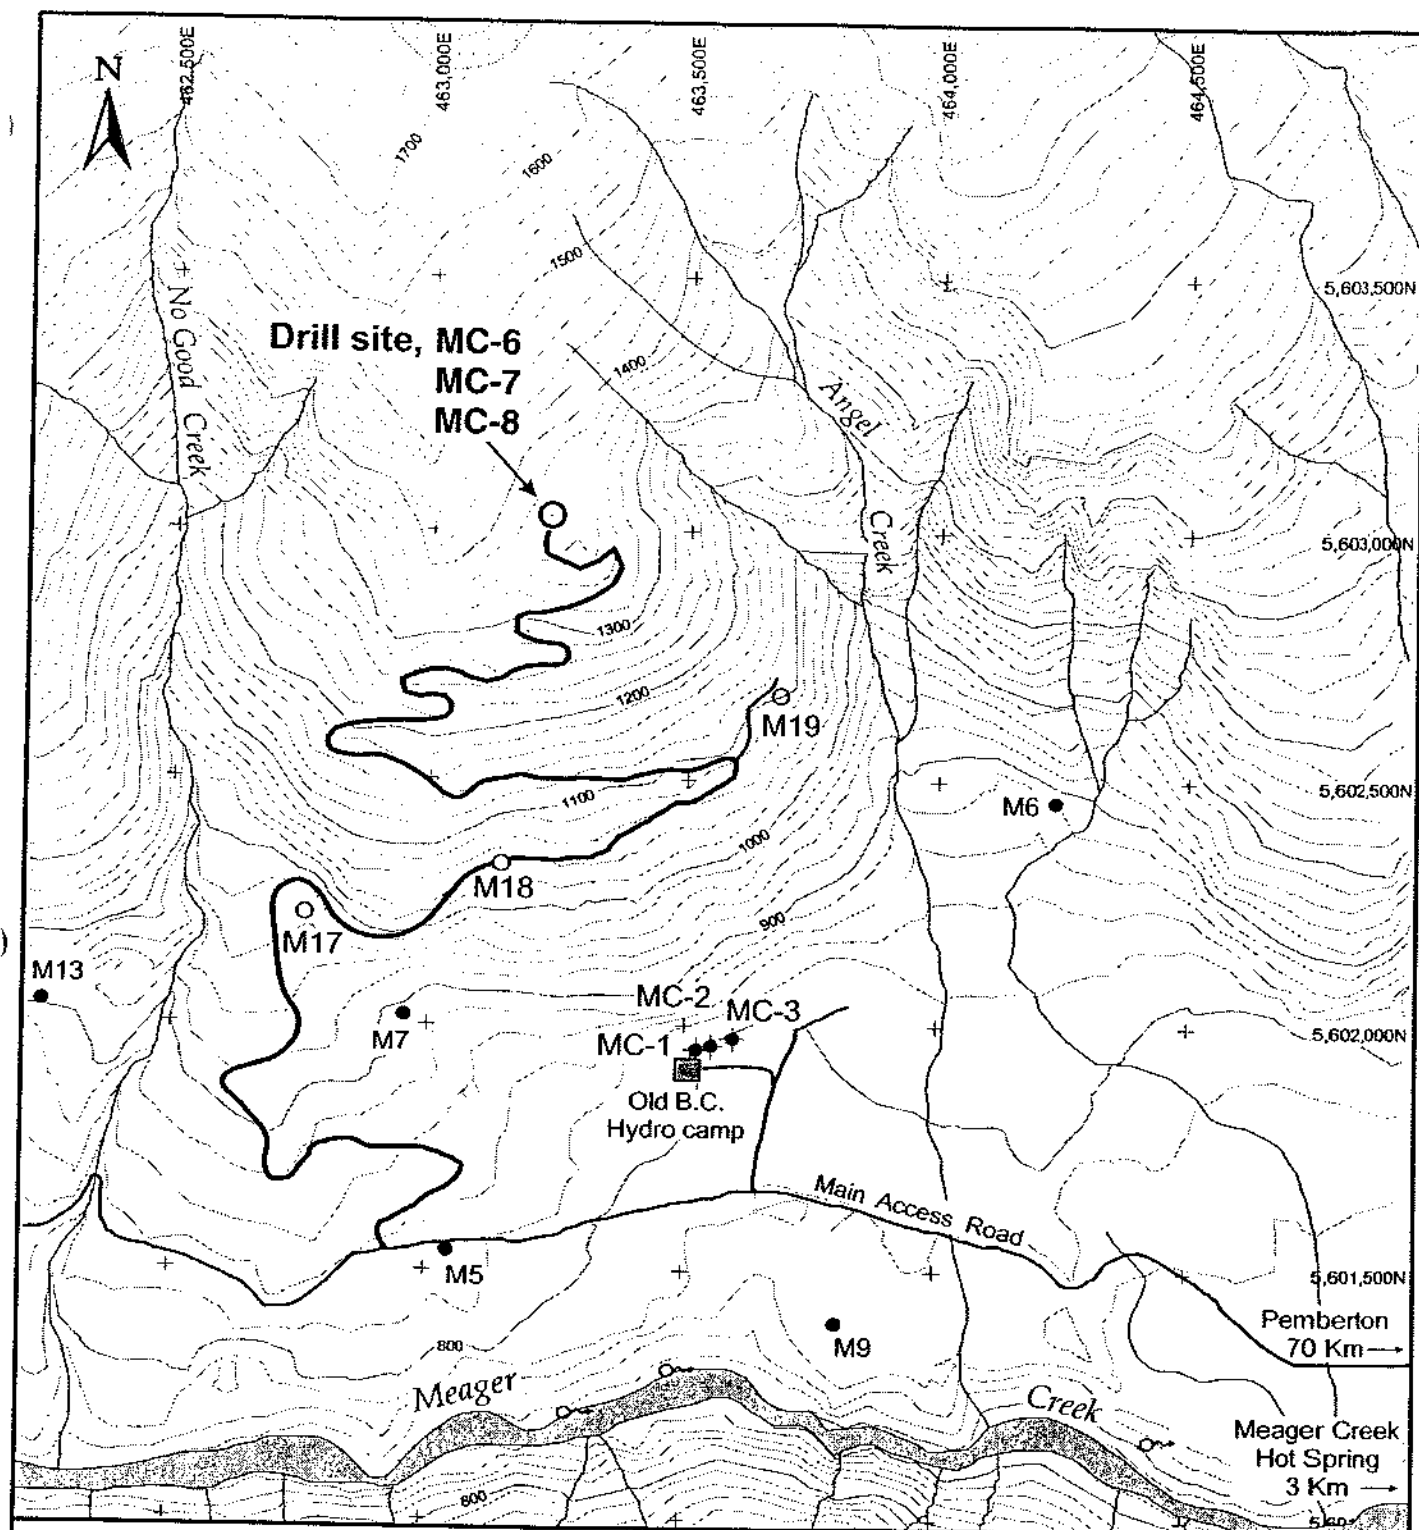 N
462,500E
463,000E
463,500E
464,000E
464,500E
1700
1600
1500
5,603,500N
No Good Creek
Drill site, MC-6
MC-7
MC-8
1400
Angel
Creek
5,603,000N
1300
1200
M19
1100
M6
5,602,500N
1000
M18
900
M17
M13
MC-2
MC-3
M7
MC-1
5,602,000N
Old B.C.
Hydro camp
Main Access Road
M5
5,601,500N
Pemberton
70 Km
M9
800
Meager
Creek
Meager Creek
Hot Spring
3 Km
800